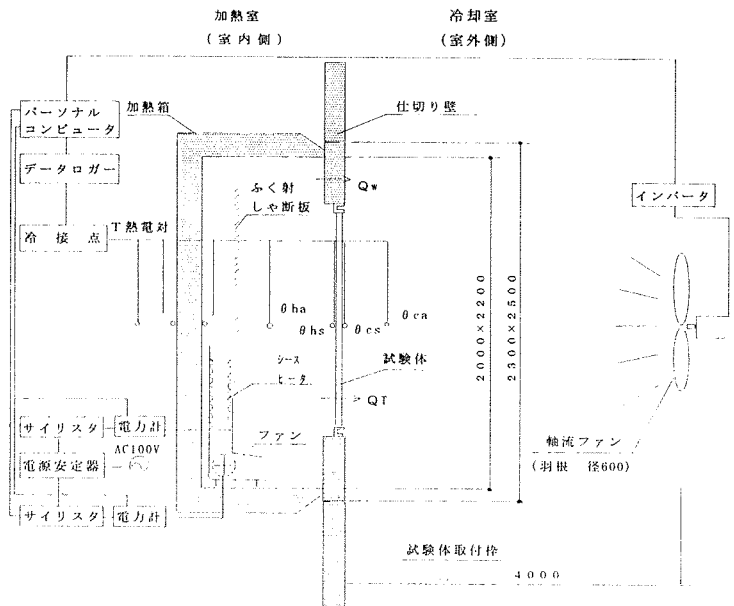 加熱室
(室内側)
冷却室
(室外側)
パーソナル
コンピュータ
加熱箱
仕切り壁
データロガー
ふく射
しゃ断板
Qw
インバータ
冷接点
T熱電対
θha
θca
θhs
θcs
2000×2200
2300×2500
シース
ヒータ
試験体
QT
サイリスタ
電力計
ファン
軸流ファン
(羽根 径600)
AC100V
電源安定器
サイリスタ
電力計
試験体取付枠
4000